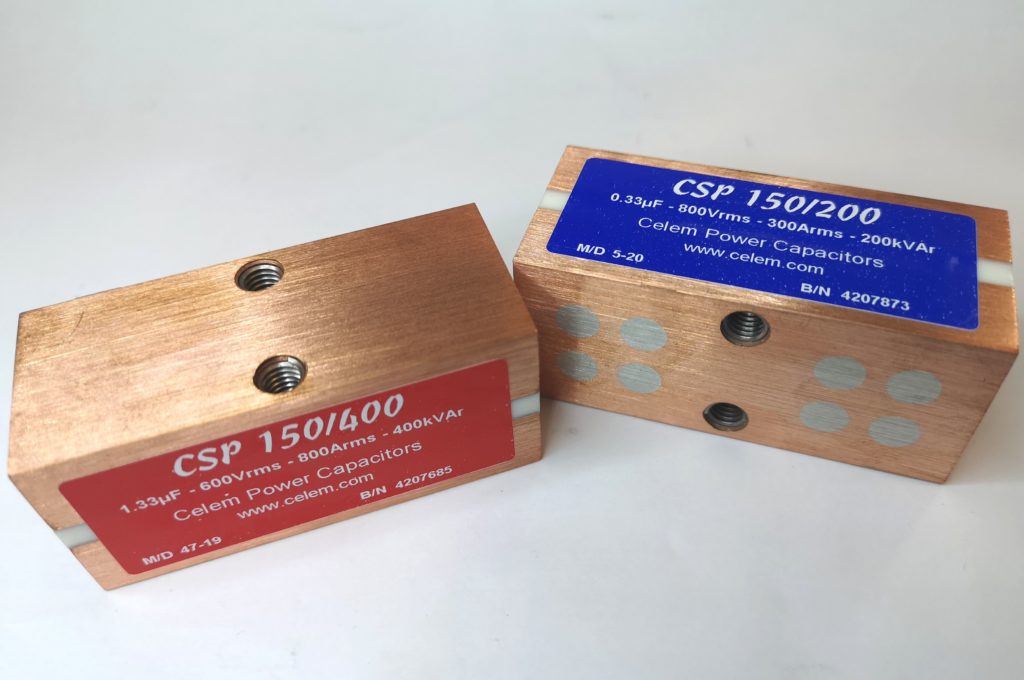 CSP 150/400
1.33µF - 600Vrms - 800Arms - 400kVAr
Celem Power Capacitors
www.celem.com
B/N 4207685
M/D 47-19
CSP 150/200
0.33µF - 800Vrms - 300Arms - 200kVAr
Celem Power Capacitors
www.celem.com
M/D 5-20
B/N 4207873